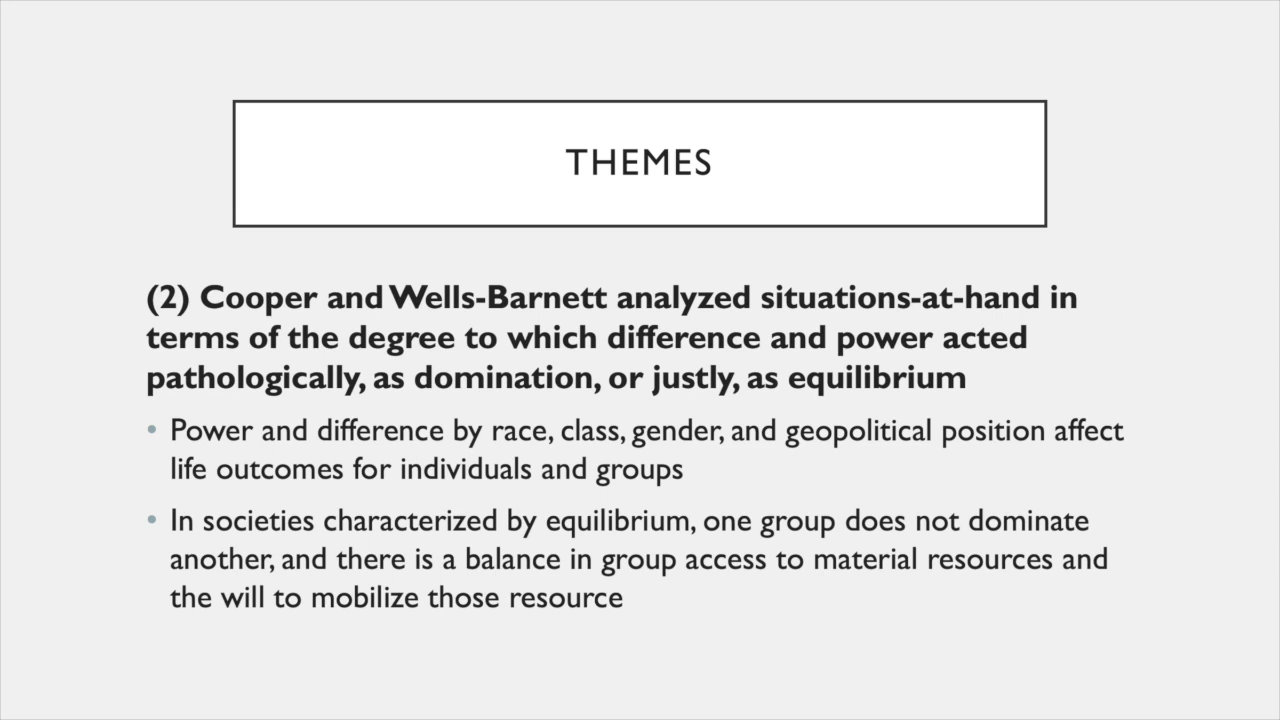 THEMES
(2) Cooper and Wells-Barnett analyzed situations-at-hand in
terms of the degree to which difference and power acted
pathologically, as domination, or justly, as equilibrium
• Power and difference by race, class, gender, and geopolitical position affect
life outcomes for individuals and groups
• In societies characterized by equilibrium, one group does not dominate
another, and there is a balance in group access to material resources and
the will to mobilize those resource